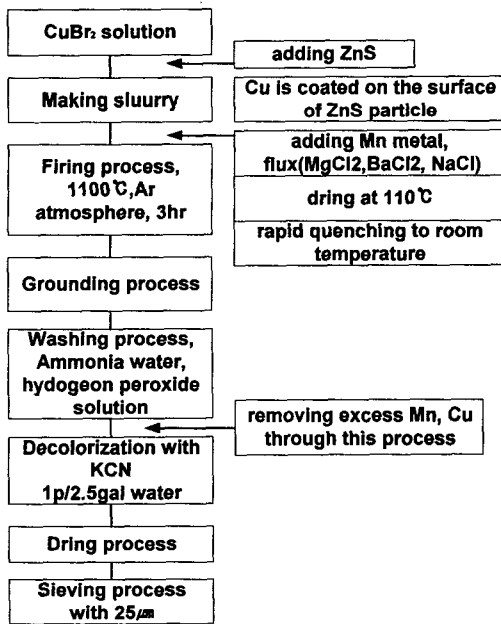 CuBr₂ solution
adding ZnS
Making sluurry
Cu is coated on the surface
of ZnS particle
adding Mn metal,
flux(MgCl2,BaCl2, NaCl)
Firing process,
1100℃,Ar
atmosphere, 3hr
dring at 110℃
rapid quenching to room
temperature
Grounding process
Washing process,
Ammonia water,
hydogeon peroxide
solution
removing excess Mn, Cu
through this process
Decolorization with
KCN
1p/2.5gal water
Dring process
Sieving process
with 25㎛